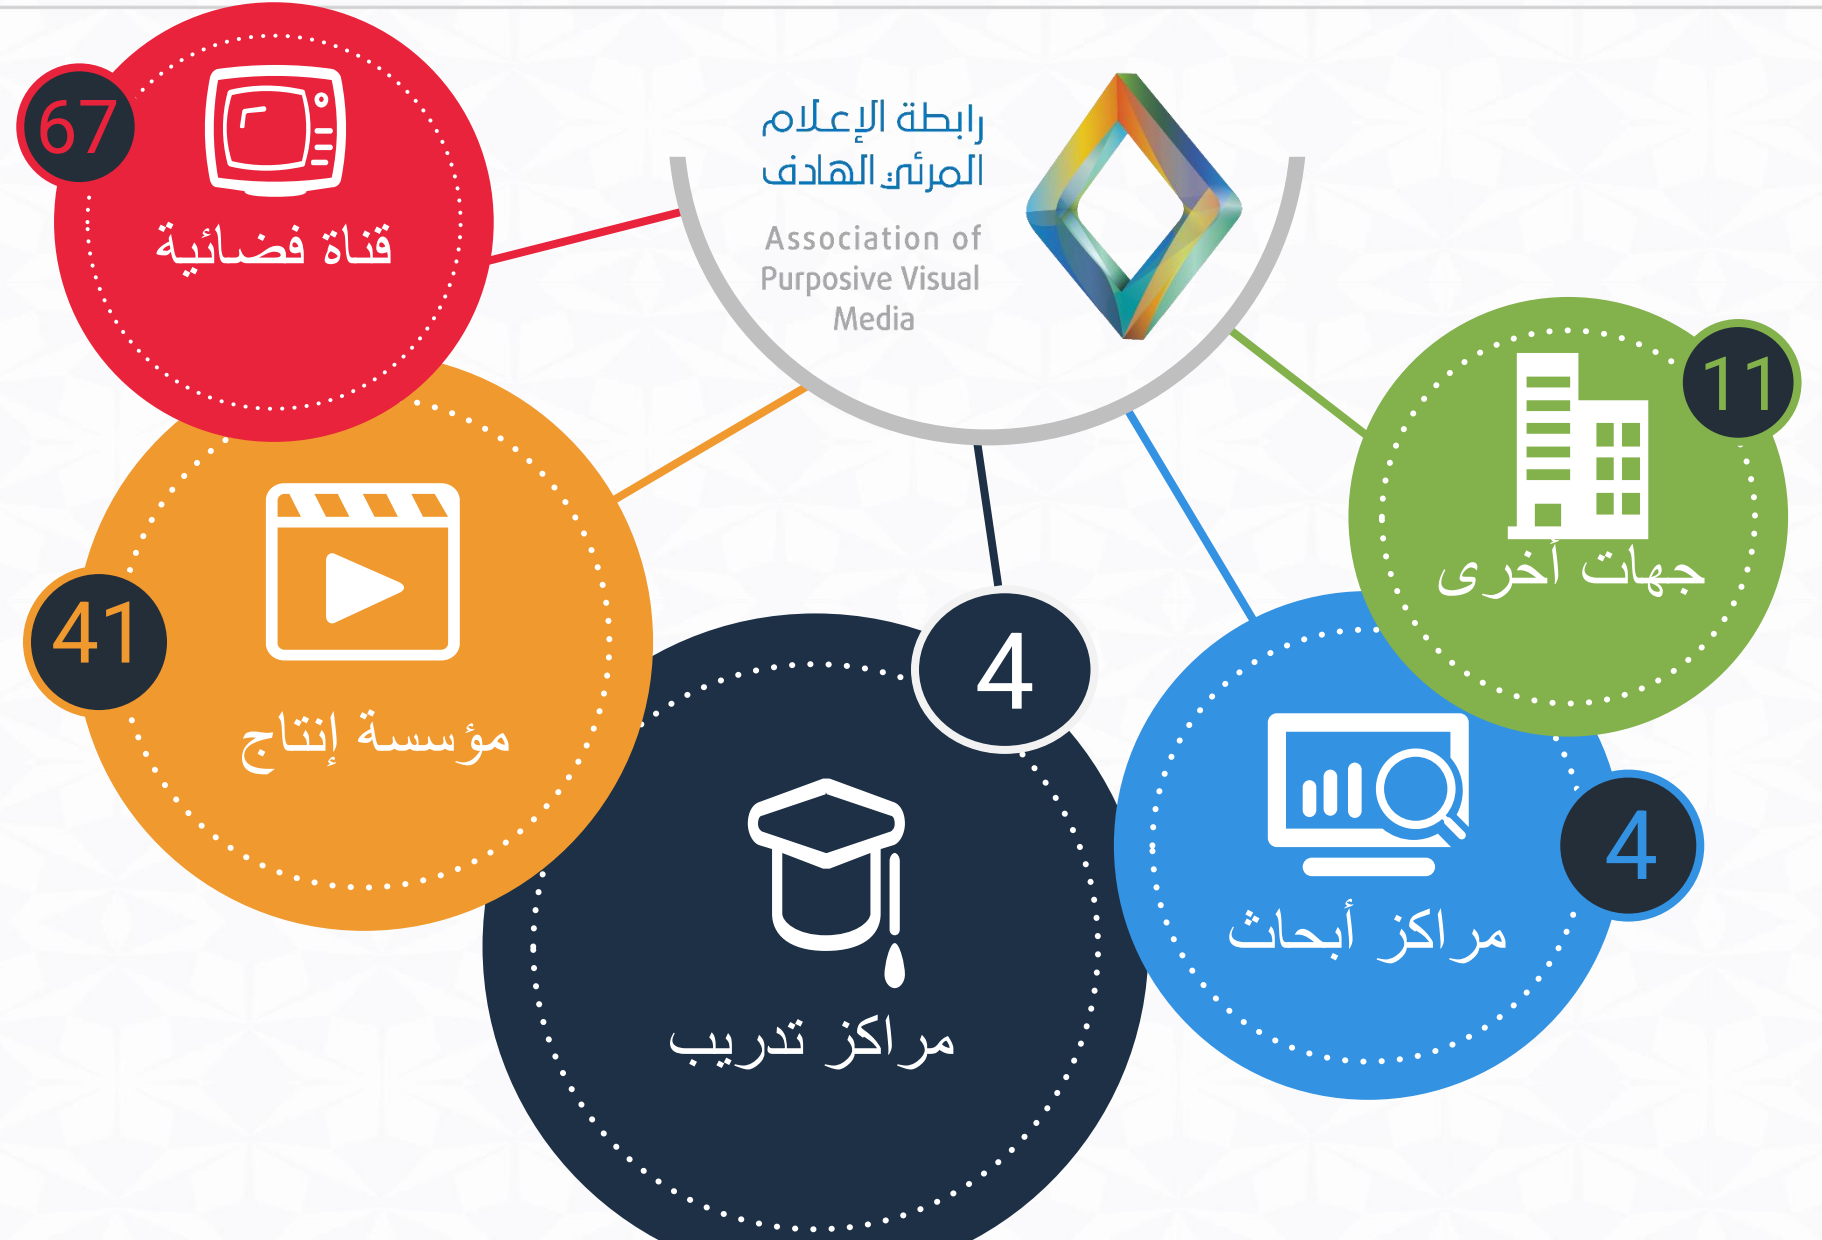 رابطة الإعلام
المرئي الهادف
Association of
Purposive Visual
Media
67
قناة فضائية
41
مؤسسة إنتاج
4
مراكز تدريب
4
مراكز أبحاث
11
جهات أخرى